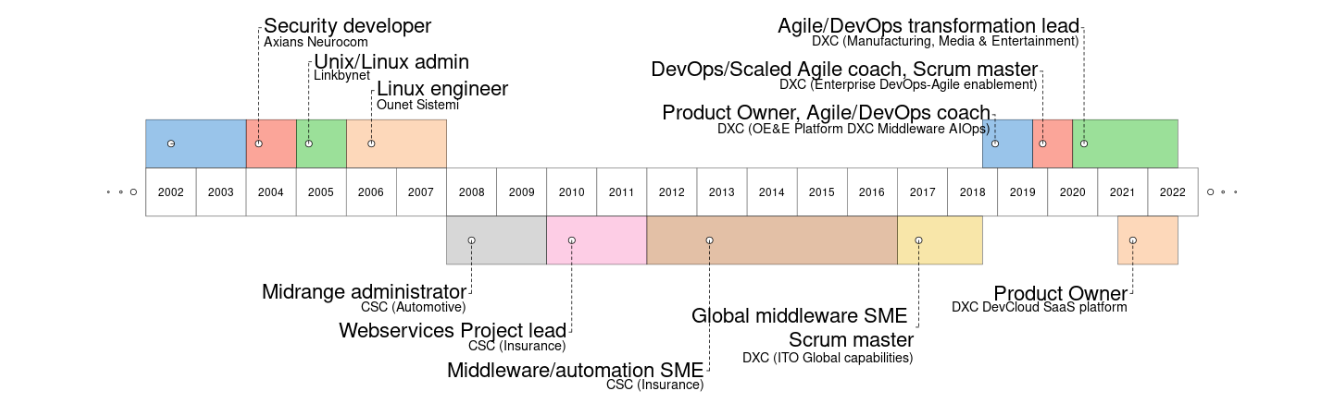 Security developer
Axians Neurocom
Unix/Linux admin
Linkbynet
Linux engineer
Ounet Sistemi
Agile/DevOps transformation lead
DXC (Manufacturing, Media & Entertainment)
DevOps/Scaled Agile coach, Scrum master
DXC (Enterprise DevOps-Agile enablement)
Product Owner, Agile/DevOps coach
DXC (OE&E Platform DXC Middleware AIOps)
2002 2003 2004 2005 2006 2007 2008 2009 2010 2011 2012 2013 2014 2015 2016 2017 2018 2019 2020 2021 2022
Midrange administrator
CSC (Automotive)
Webservices Project lead
CSC (Insurance)
Middleware/automation SME
CSC (Insurance)
Global middleware SME
Scrum master
DXC (ITO Global capabilities)
Product Owner
DXC DevCloud SaaS platform